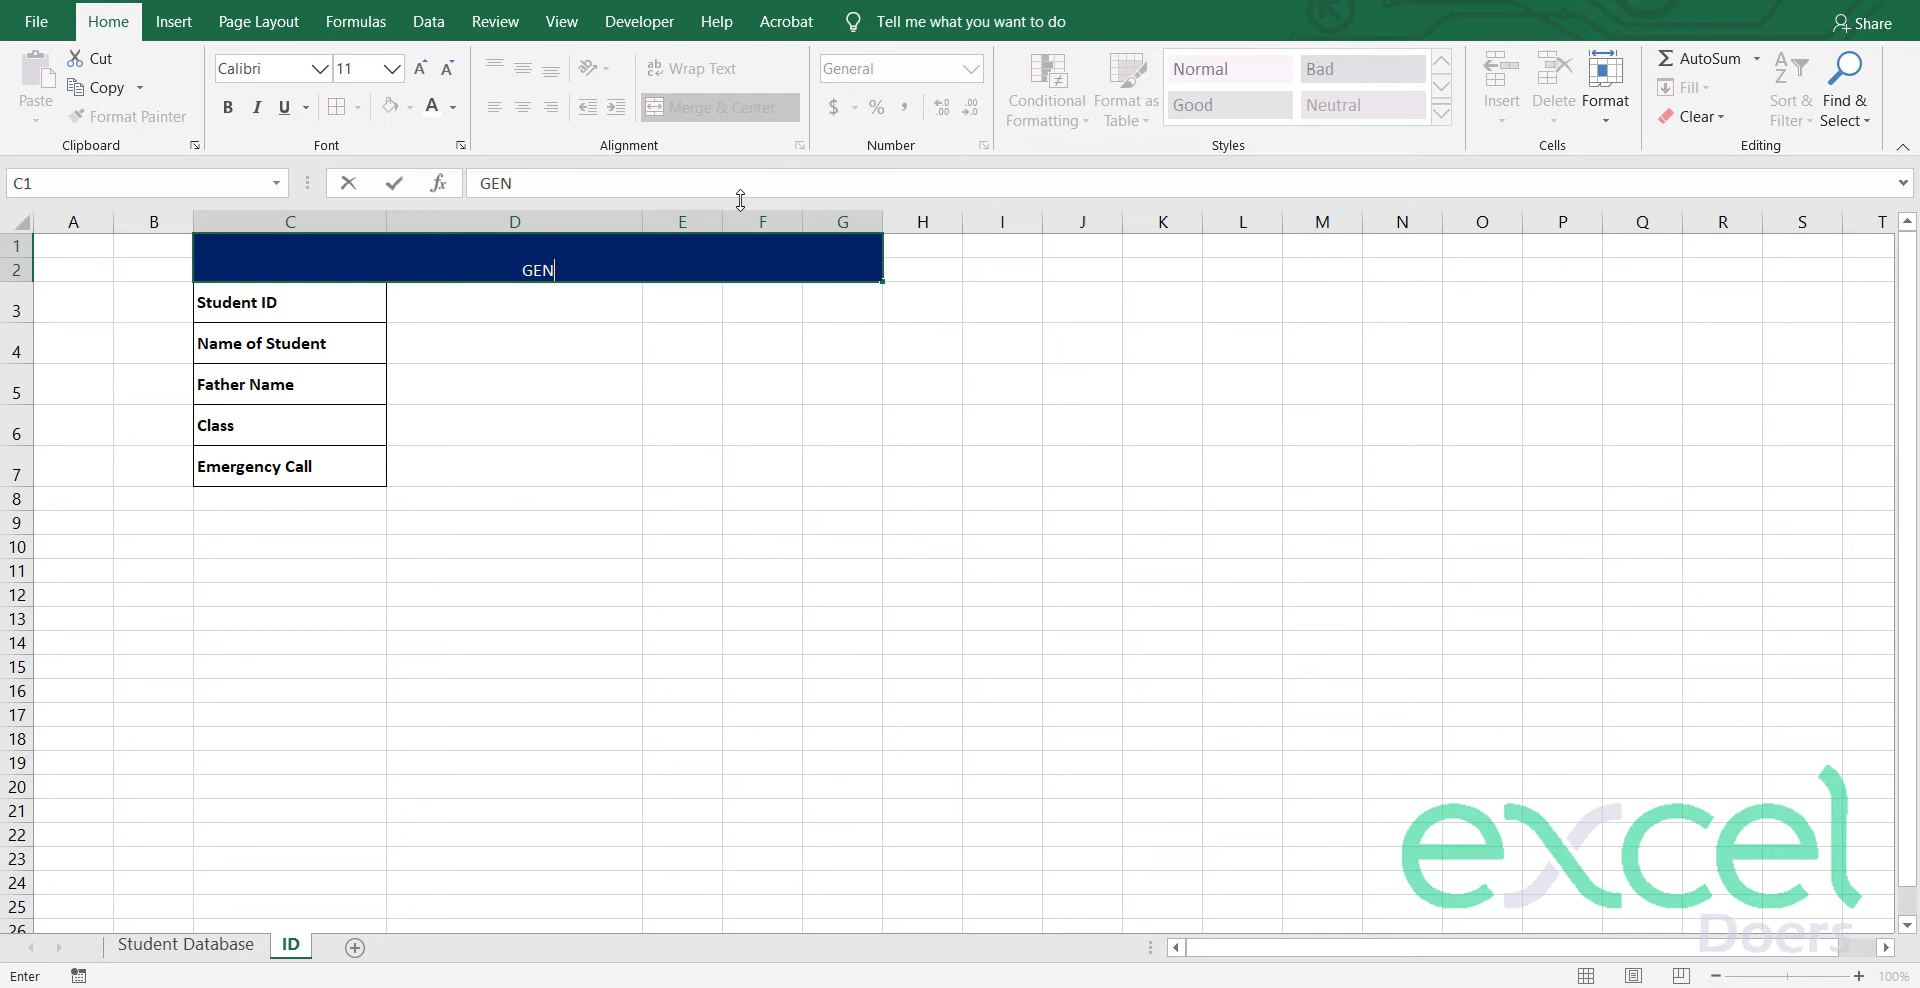 File Home Insert Page Layout Formulas Data Review View Developer Help Acrobat Tell me what you want to do Share
Paste Cut Copy Format Painter
Calibri 11
B I U A
Wrap Text
Merge & Center
General
$ % ,
Conditional Formatting
Format as Table
Normal Bad
Good Neutral
Insert Delete Format
AutoSum
Fill
Clear
Sort & Filter
Find & Select
Clipboard Font Alignment Number Styles Cells Editing
C1 fx GEN
A B C D E F G H I J K L M N O P Q R S T
1
2 GEN
3 Student ID
4 Name of Student
5 Father Name
6 Class
7 Emergency Call
8
9
10
11
12
13
14
15
16
17
18
19
20
21
22
23
24
25
26
excel
Doers
Student Database ID
Enter 100%